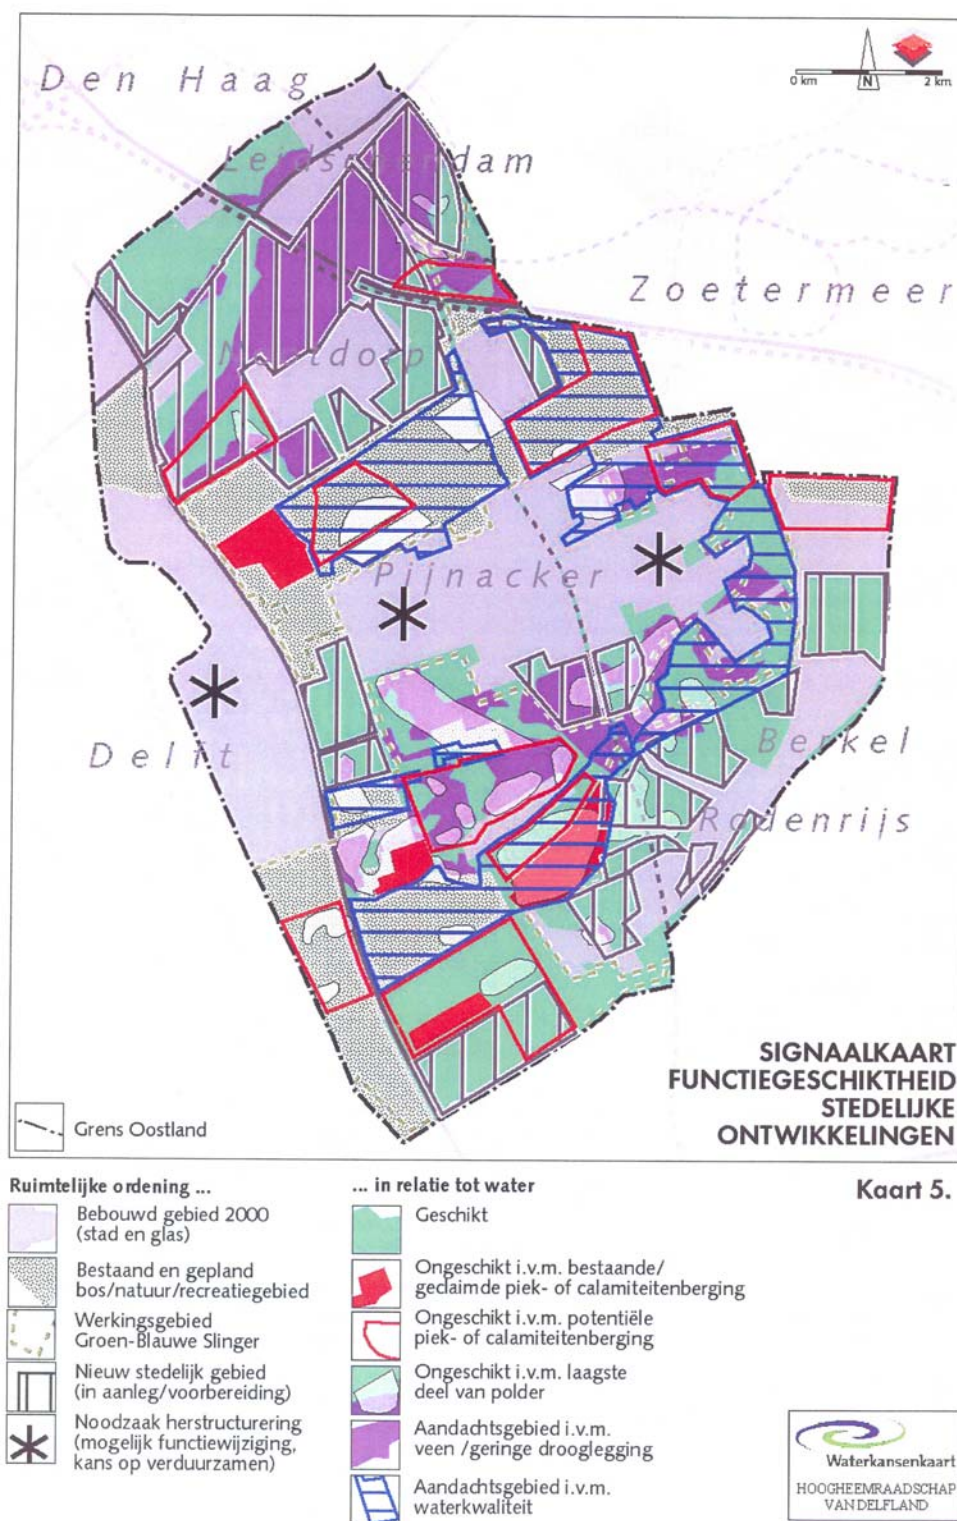 Den Haag
0 km
N
2 km
Leidschendam
Zoetermeer
Nootdorp
Pijnacker
Delft
Berkel
Rodenrijs
SIGNAALKAART
FUNCTIEGESCHIKTHEID
STEDELIJKE
ONTWIKKELINGEN
Grens Oostland
Kaart 5.
Ruimtelijke ordening ...
Bebouwd gebied 2000
(stad en glas)
Bestaand en gepland
bos/natuur/recreatiegebied
Werkingsgebied
Groen-Blauwe Slinger
Nieuw stedelijk gebied
(in aanleg/voorbereiding)
Noodzaak herstructurering
(mogelijk functiewijziging,
kans op verduurzamen)
... in relatie tot water
Geschikt
Ongeschikt i.v.m. bestaande/
geclaimde piek- of calamiteitenberging
Ongeschikt i.v.m. potentiële
piek- of calamiteitenberging
Ongeschikt i.v.m. laagste
deel van polder
Aandachtsgebied i.v.m.
veen /geringe drooglegging
Aandachtsgebied i.v.m.
waterkwaliteit
Waterkansenkaart
HOOGHEEMRAADSCHAP
VAN DELFLAND